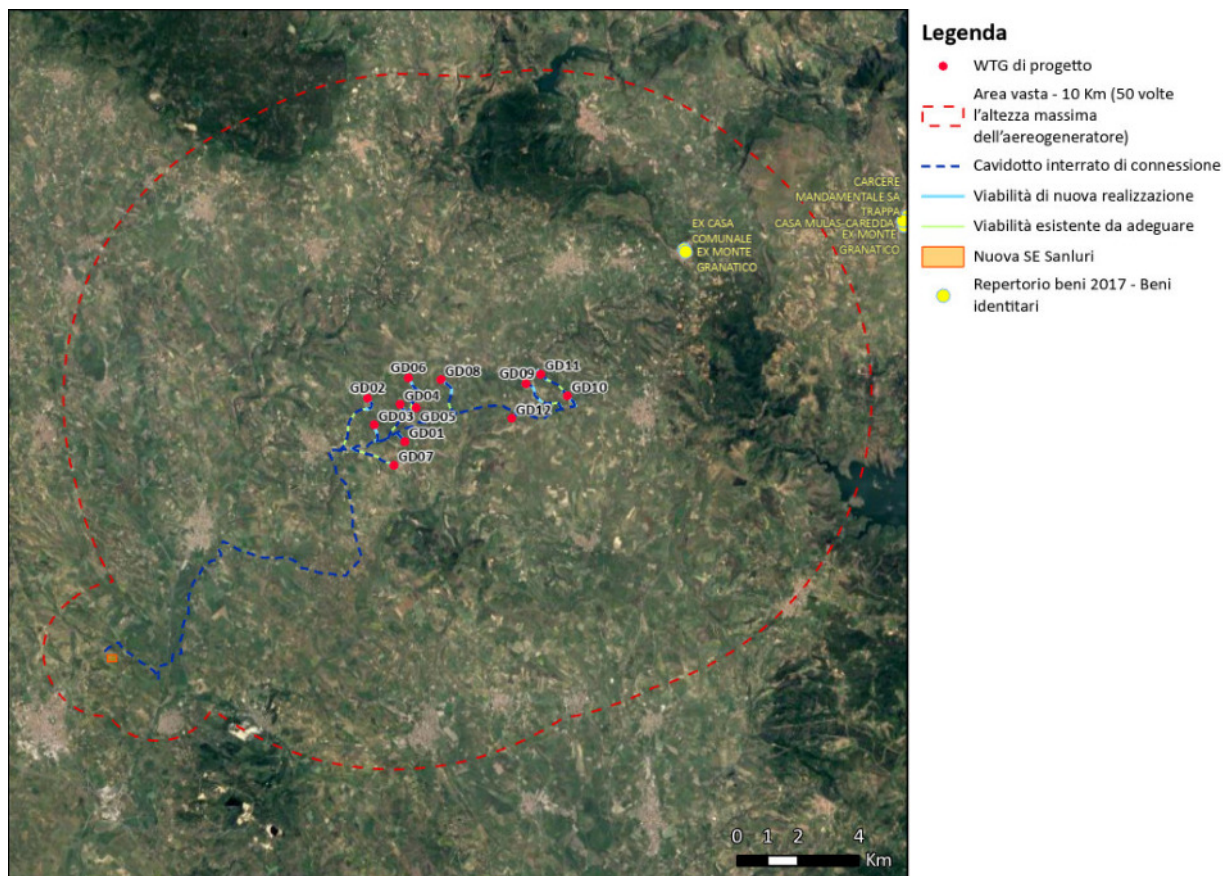 Legenda
WTG di progetto
Area vasta - 10 Km (50 volte
l'altezza massima
dell'aereogeneratore)
Cavidotto interrato di connessione
Viabilità di nuova realizzazione
Viabilità esistente da adeguare
Nuova SE Sanluri
Repertorio beni 2017 - Beni
identitari
CARCERE
MANDAMENTALE SA
TRAPPA
CASA MULAS-CAREDDA
EX MONTE
GRANATICO
EX CASA
COMUNALE
EX MONTE
GRANATICO
GD06
GD08
GD11
GD09
GD02
GD10
GD04
GD05
GD12
GD03
GD01
GD07
0 1 2 4
Km